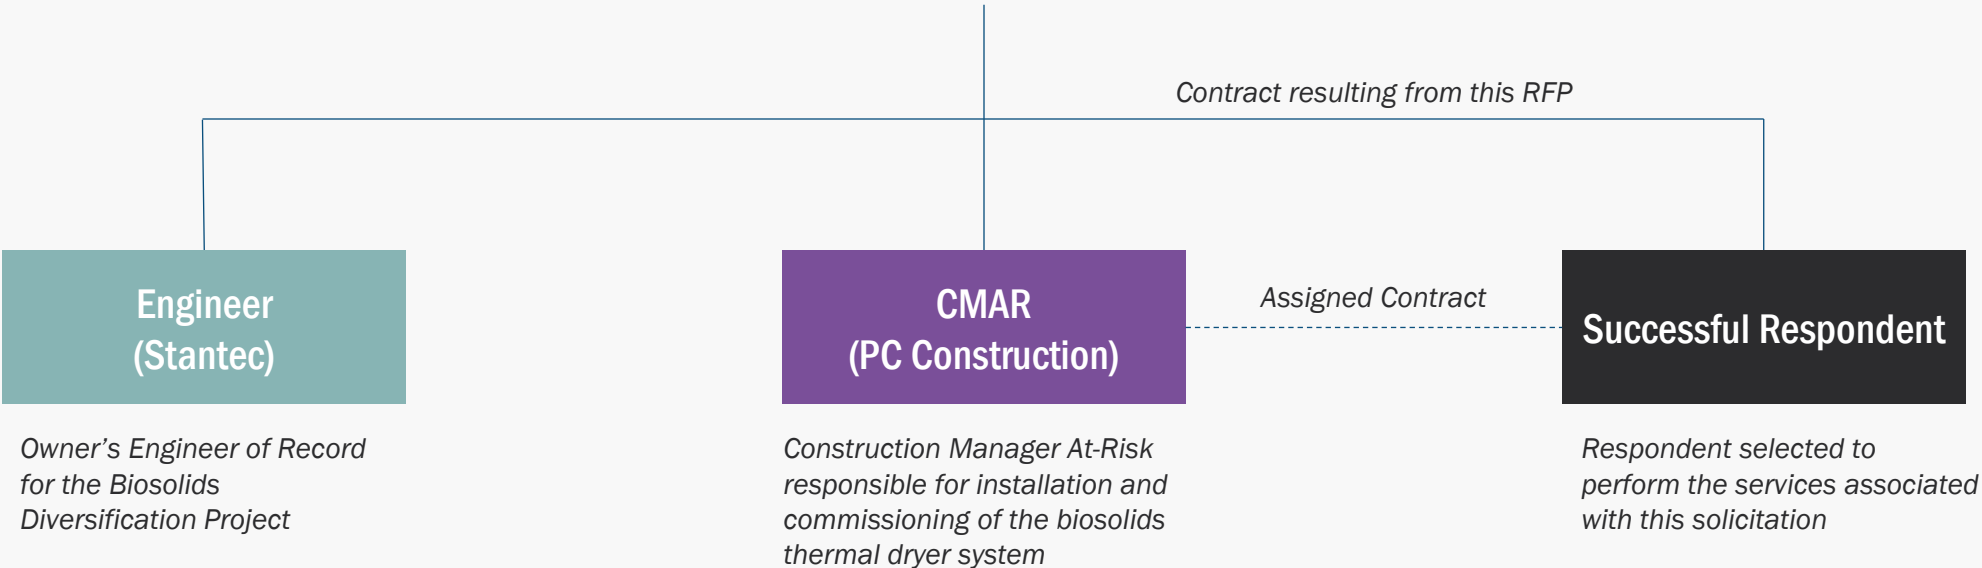 Contract resulting from this RFP
Engineer
(Stantec)
CMAR
(PC Construction)
Assigned Contract
Successful Respondent
Owner’s Engineer of Record
for the Biosolids
Diversification Project
Construction Manager At-Risk
responsible for installation and
commissioning of the biosolids
thermal dryer system
Respondent selected to
perform the services associated
with this solicitation